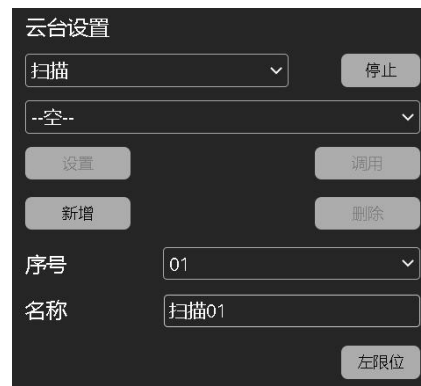 云台设置
扫描 停止
--空--
设置 调用
新增 删除
序号 01
名称 扫描01
左限位